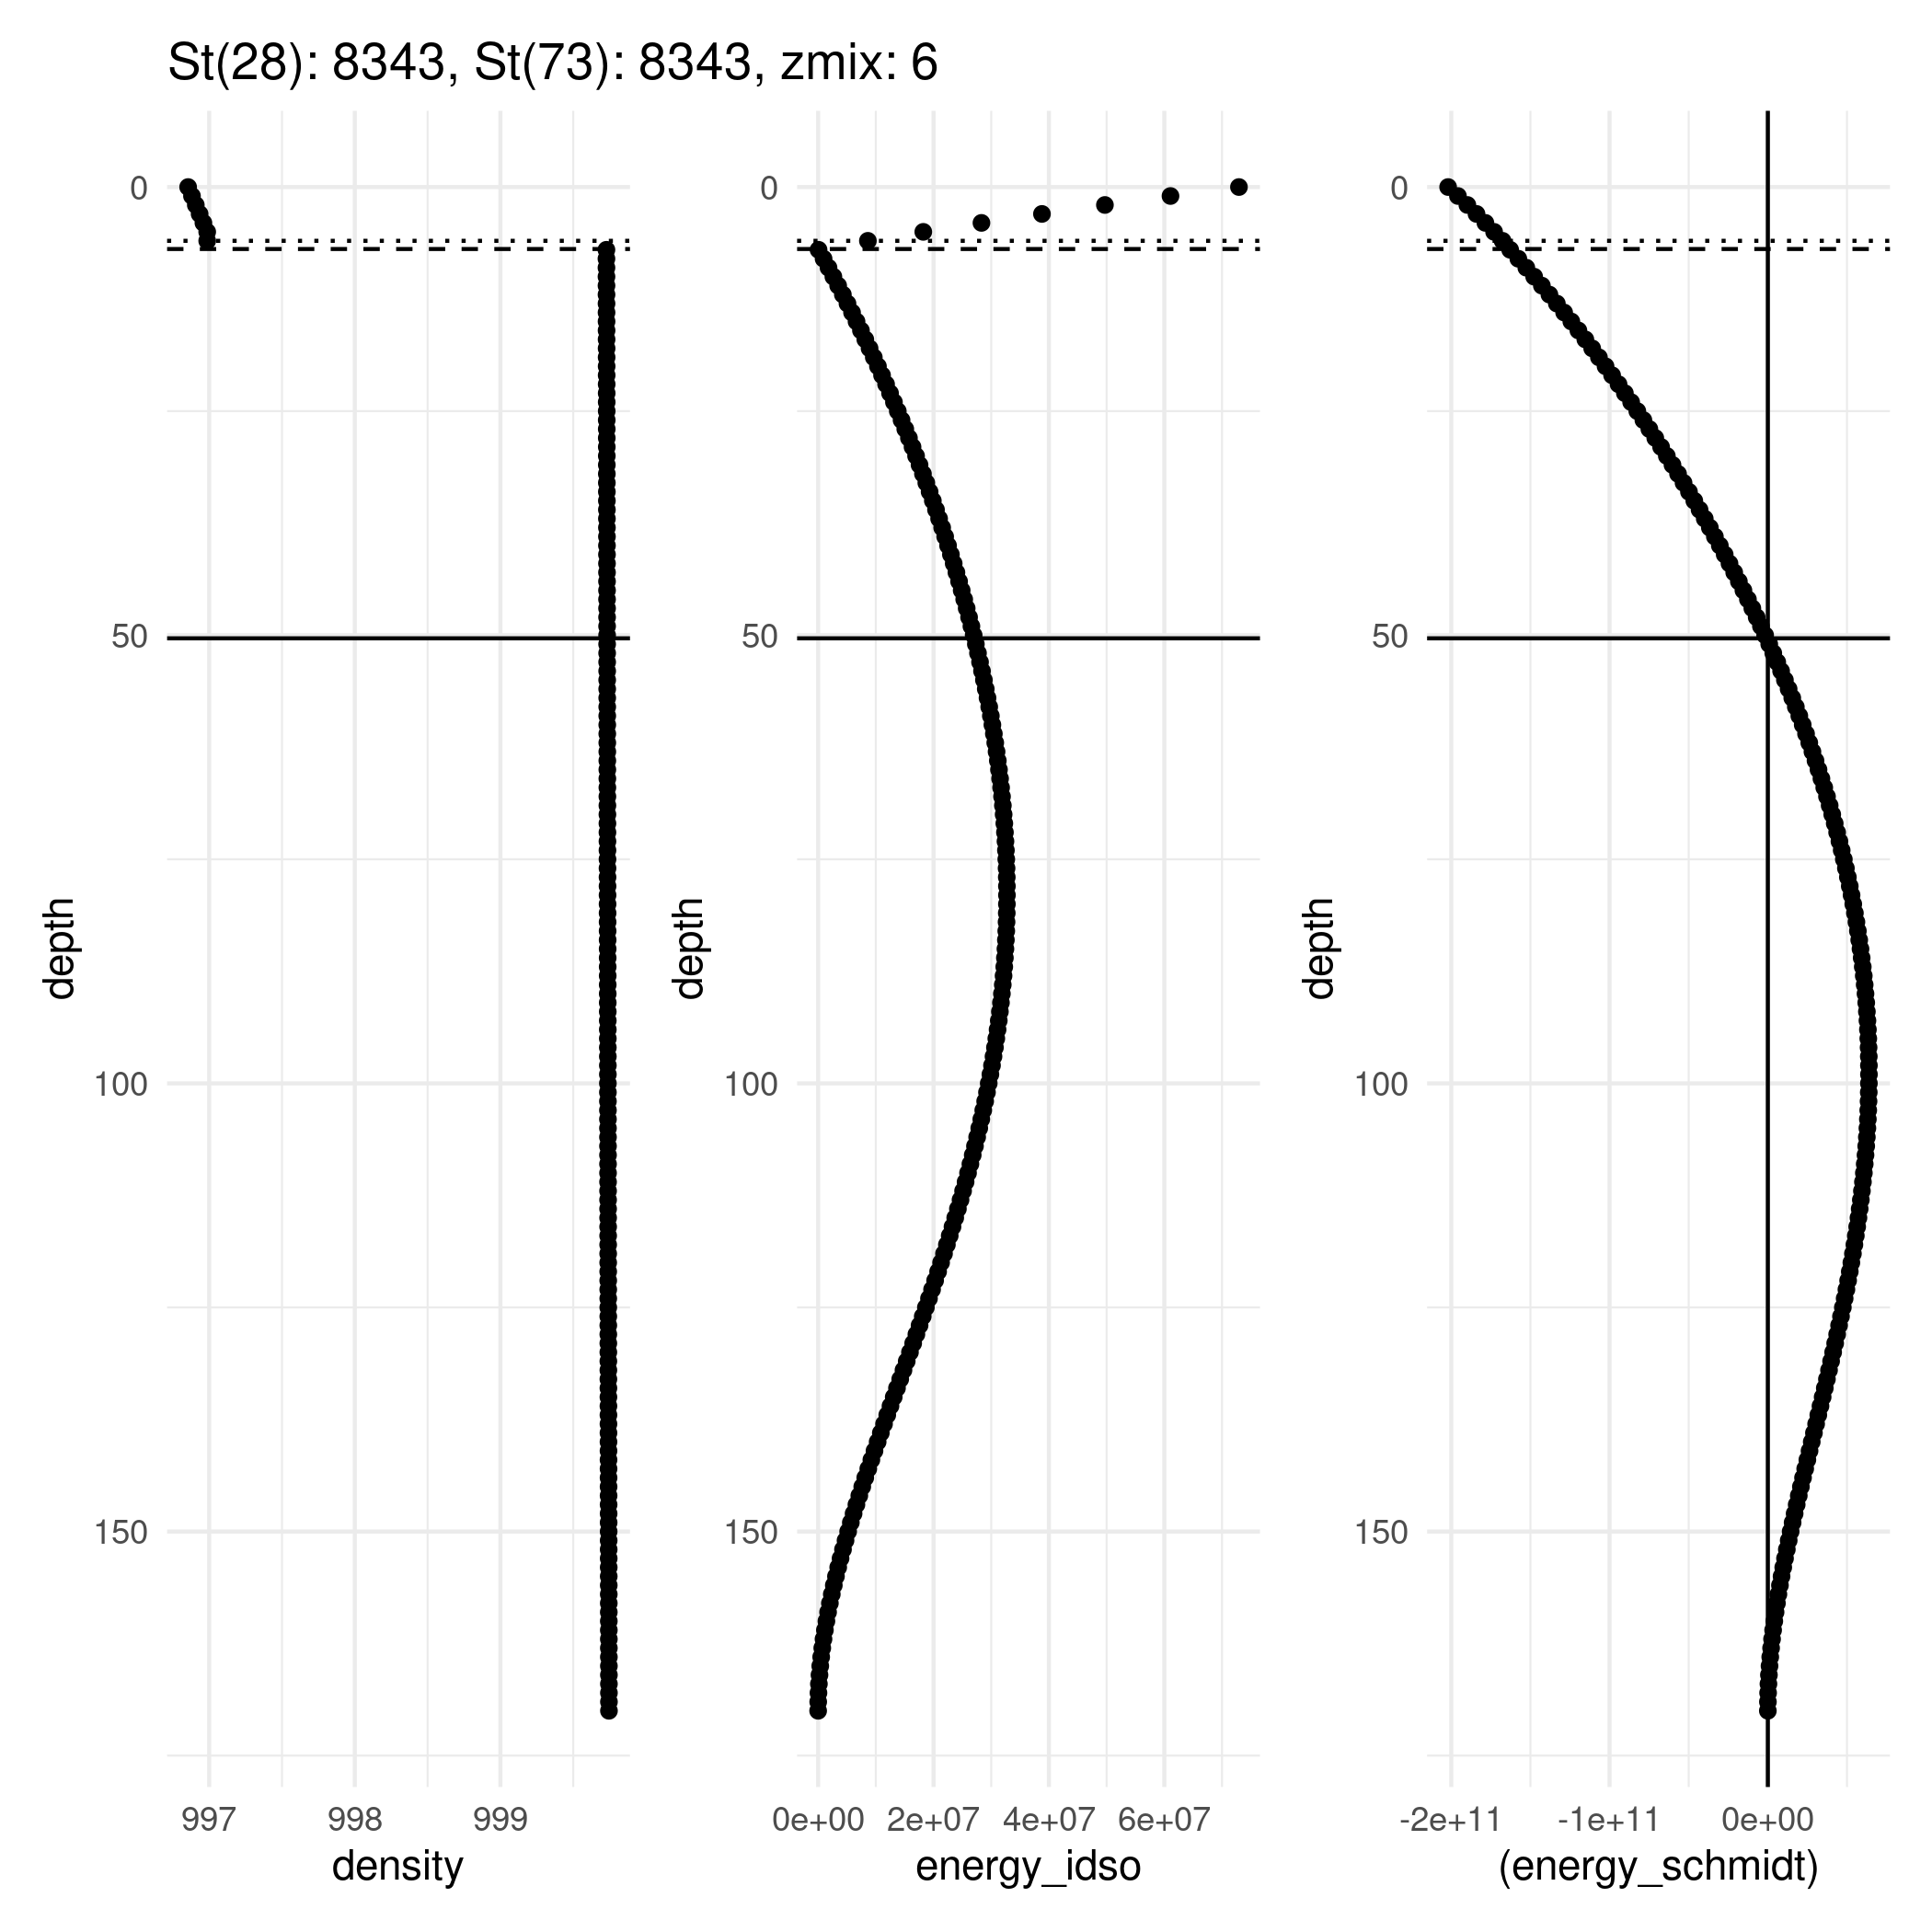 St(28): 8343, St(73): 8343, zmix: 6
depth
0
50
100
150
997 998 999
density
depth
0
50
100
150
0e+00 2e+07 4e+07 6e+07
energy_idso
depth
0
50
100
150
-2e+11 -1e+11 0e+00
(energy_schmidt)